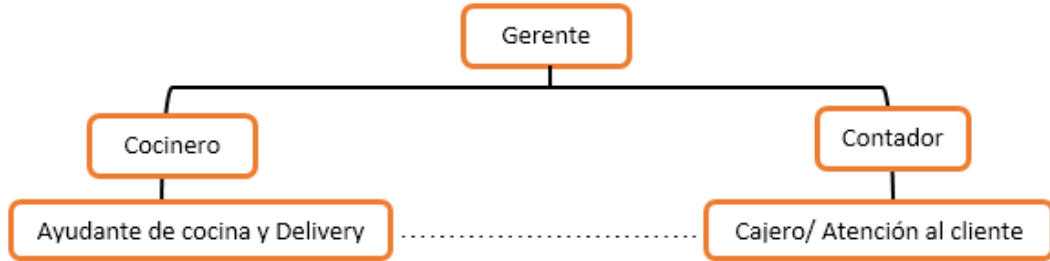 Gerente
Cocinero
Contador
Ayudante de cocina y Delivery
Cajero/ Atención al cliente